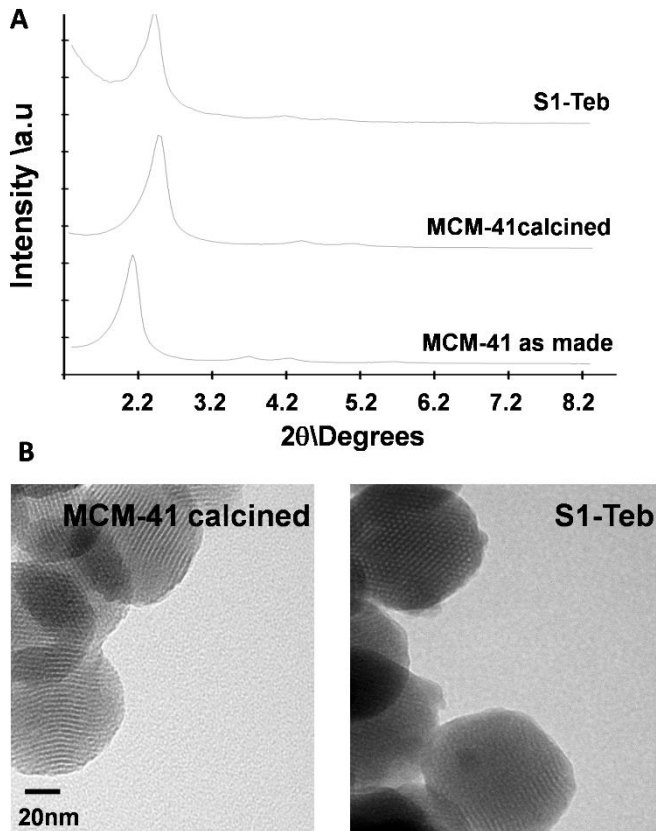 A
Intensity \a.u
S1-Teb
MCM-41calcined
MCM-41 as made
2.2 3.2 4.2 5.2 6.2 7.2 8.2
2θ\Degrees
B
MCM-41 calcined
S1-Teb
20nm